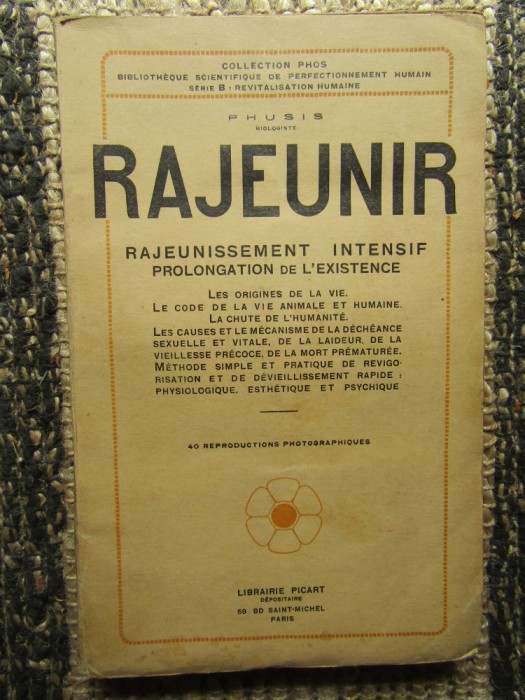 COLLECTION PHOS
BIBLIOTHÈQUE SCIENTIFIQUE DE PERFECTIONNEMENT HUMAIN
SÉRIE B : REVITALISATION HUMAINE
PHUSIS
BIOLOGISTE
RAJEUNIR
RAJEUNISSEMENT INTENSIF
PROLONGATION DE L'EXISTENCE
LES ORIGINES DE LA VIE.
LE CODE DE LA VIE ANIMALE ET HUMAINE.
LA CHUTE DE L'HUMANITÉ.
LES CAUSES ET LE MÉCANISME DE LA DÉCHÉANCE
SEXUELLE ET VITALE, DE LA LAIDEUR, DE LA
VIEILLESSE PRÉCOCE, DE LA MORT PRÉMATURÉE.
MÉTHODE SIMPLE ET PRATIQUE DE REVIGO-
RISATION ET DE DÉVIEILLISSEMENT RAPIDE :
PHYSIOLOGIQUE, ESTHÉTIQUE ET PSYCHIQUE
40 REPRODUCTIONS PHOTOGRAPHIQUES
LIBRAIRIE PICART
DÉPOSITAIRE
59 BD SAINT-MICHEL
PARIS